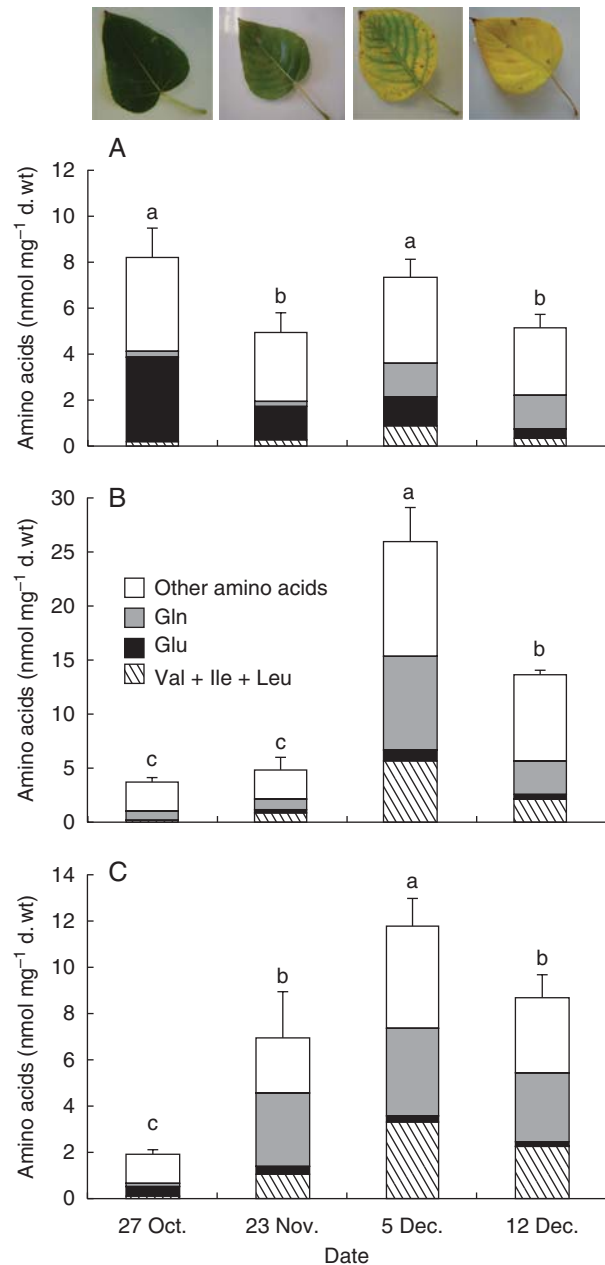 A
12
10
8
6
4
2
0
Amino acids (nmol mg⁻¹ d. wt)
a
b
a
b
B
30
25
20
15
10
5
0
Amino acids (nmol mg⁻¹ d. wt)
Other amino acids
Gln
Glu
Val + Ile + Leu
c
c
a
b
C
14
12
10
8
6
4
2
0
Amino acids (nmol mg⁻¹ d. wt)
c
b
a
b
27 Oct. 23 Nov. 5 Dec. 12 Dec.
Date